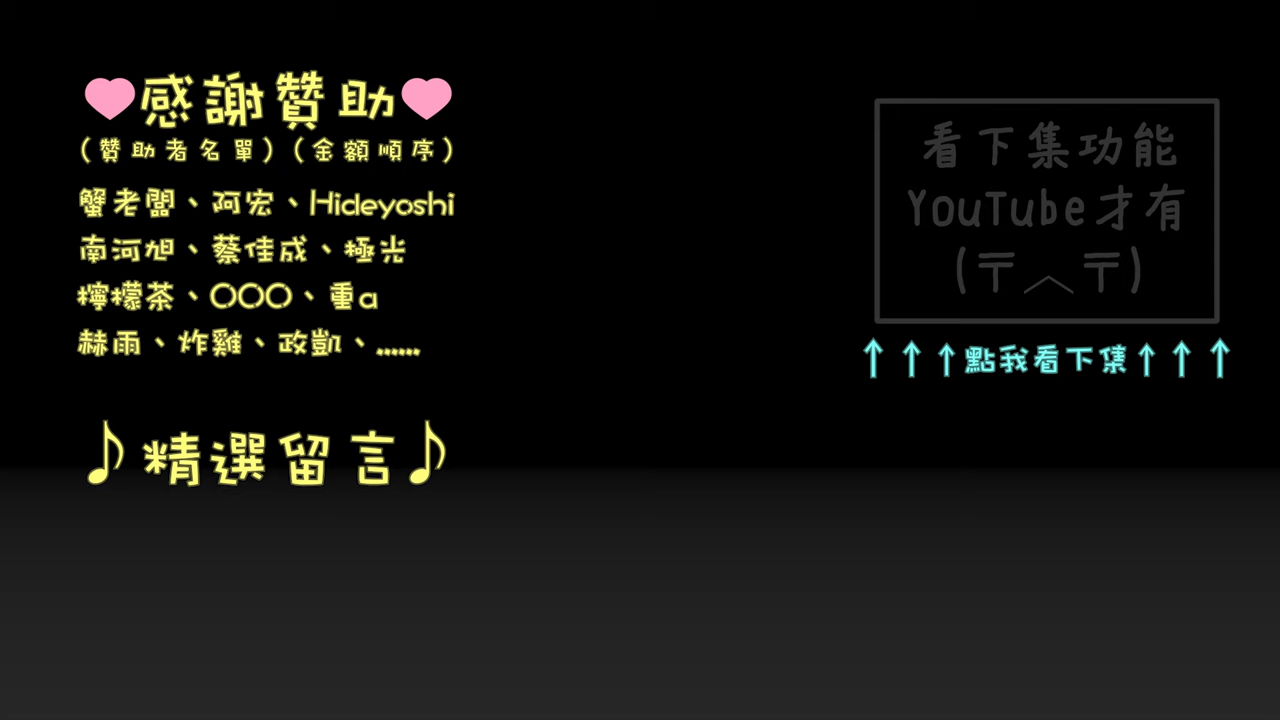 感謝贊助
(贊助者名單)(金額順序)
蟹老闆、阿宏、Hideyoshi
南河旭、蔡佳成、極光
檸檬茶、OOO、重a
赫雨、炸雞、政凱、......
♪精選留言♪
看下集功能
YouTube才有
(〒︿〒)
↑↑↑點我看下集↑↑↑